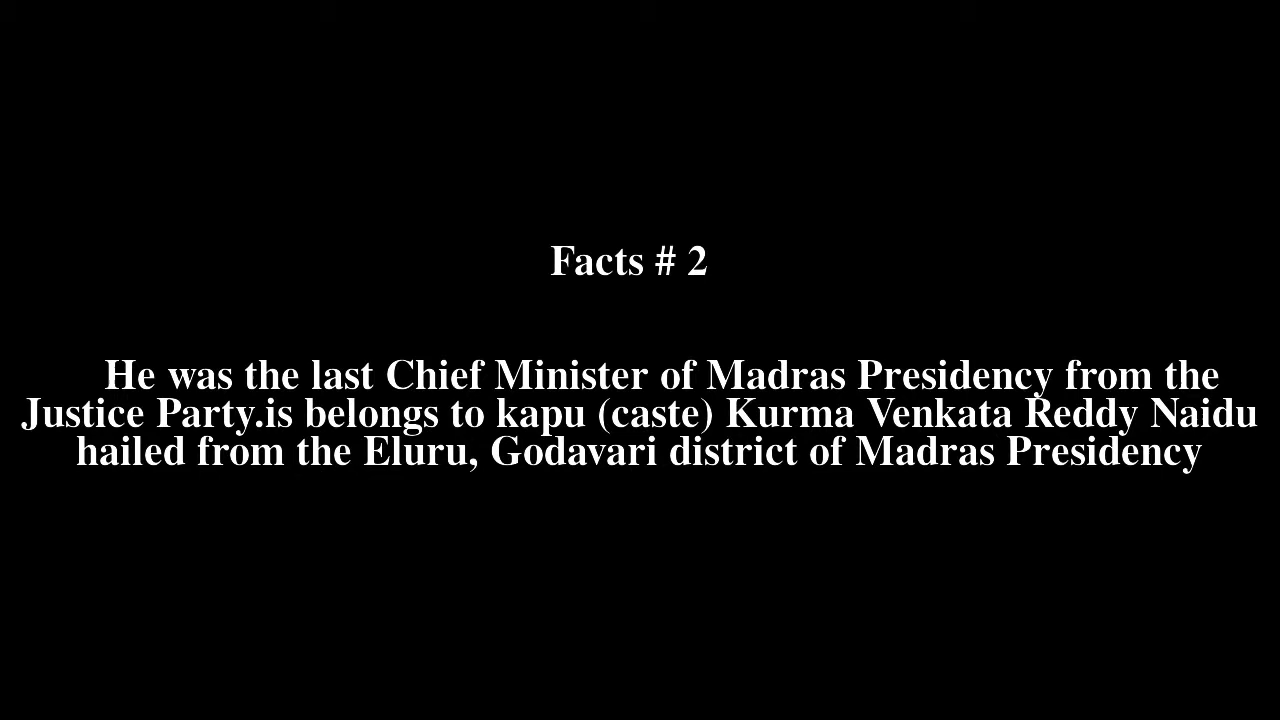 Facts # 2
He was the last Chief Minister of Madras Presidency from the
Justice Party.is belongs to kapu (caste) Kurma Venkata Reddy Naidu
hailed from the Eluru, Godavari district of Madras Presidency